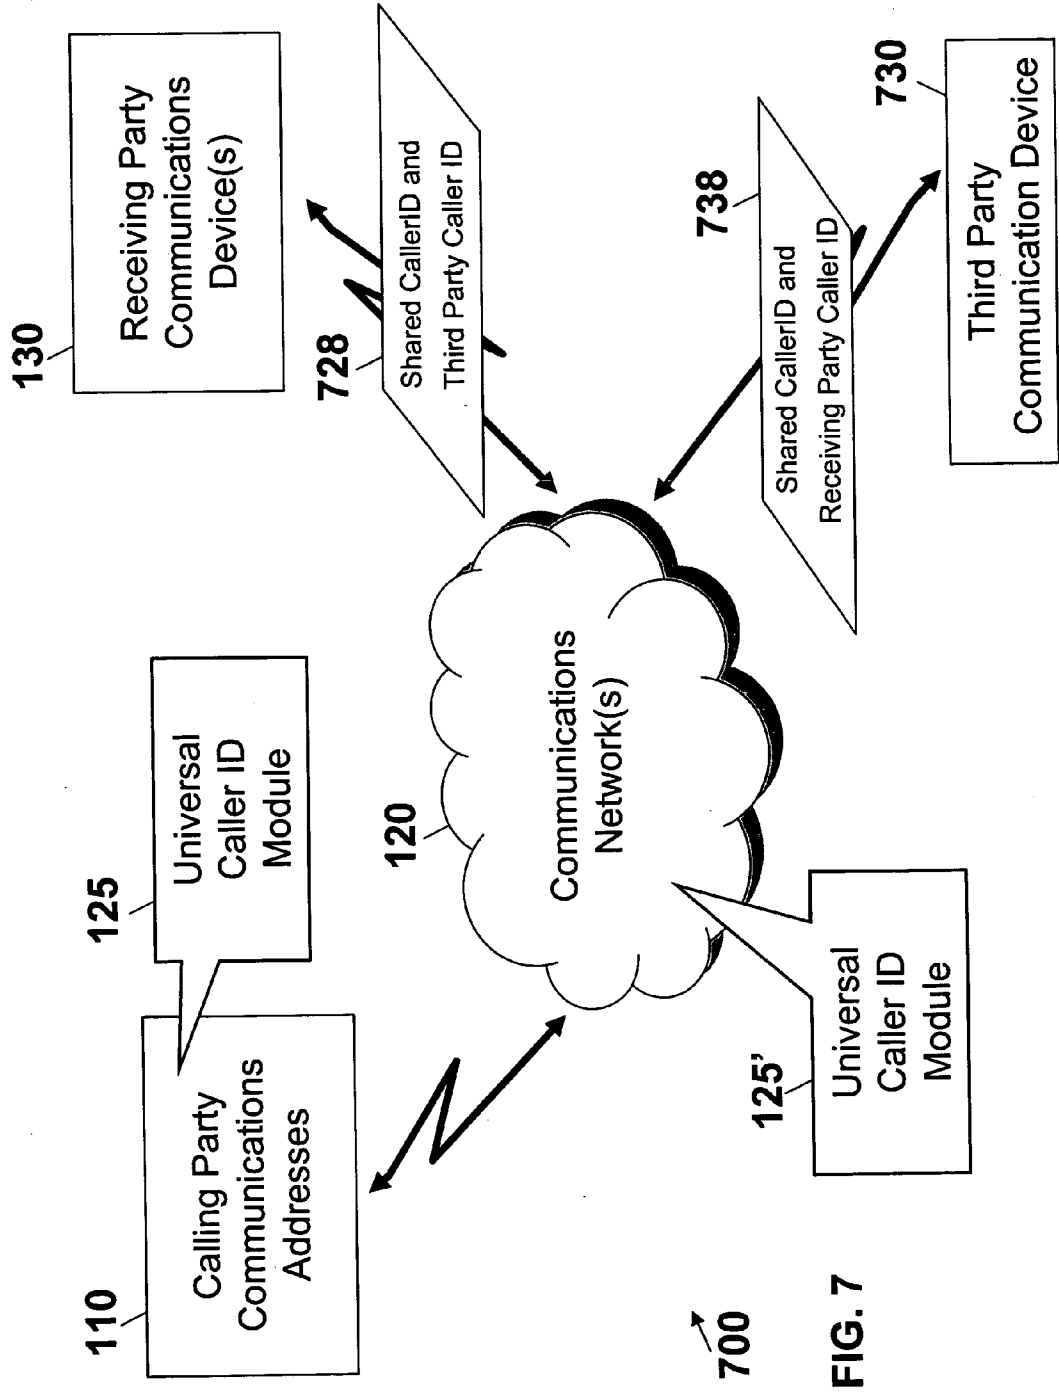 110
Calling Party
Communications
Addresses
125
Universal
Caller ID
Module
130
Receiving Party
Communications
Device(s)
120
Communications
Network(s)
728
Shared CallerID and
Third Party Caller ID
738
Shared CallerID and
Receiving Party Caller ID
125'
Universal
Caller ID
Module
730
Third Party
Communication Device
700
FIG. 7